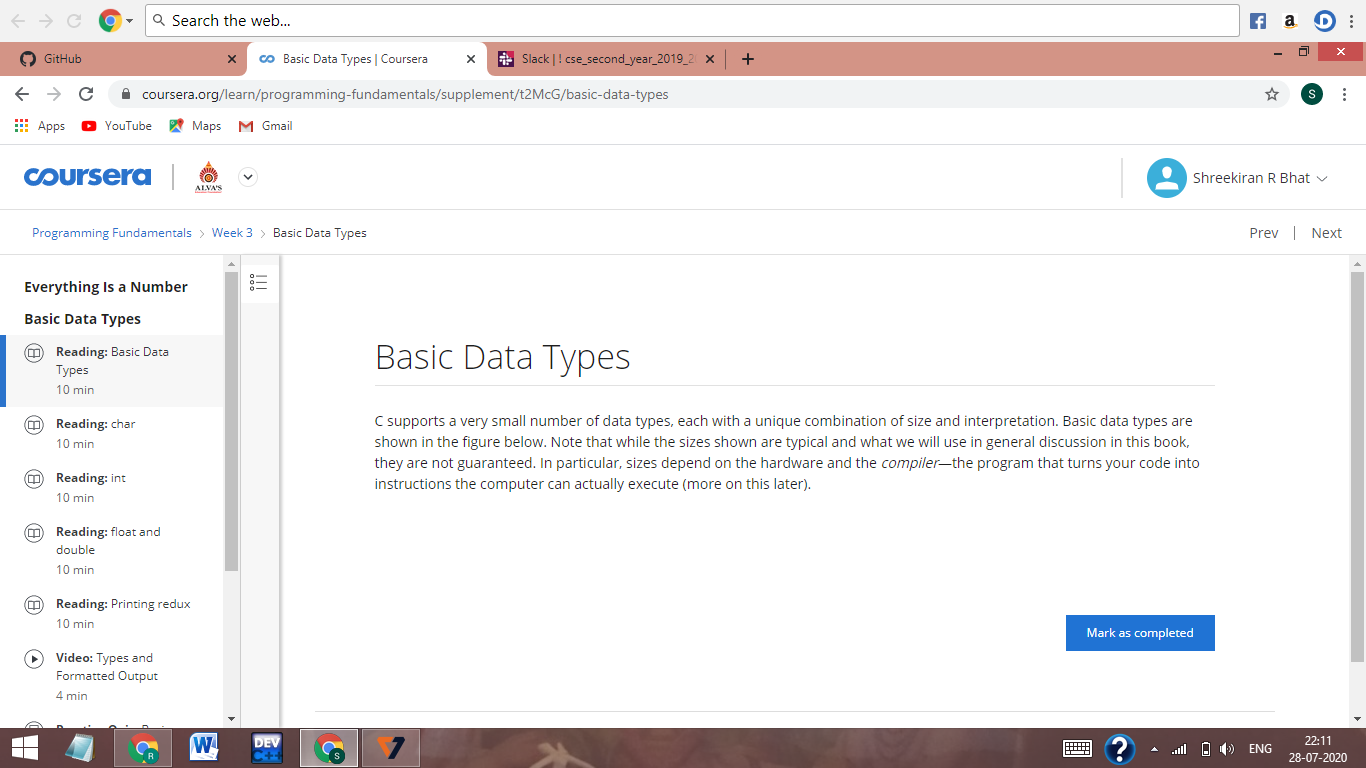 Search the web...
GitHub
Basic Data Types | Coursera
Slack | ! cse_second_year_2019_2
coursera.org/learn/programming-fundamentals/supplement/t2McG/basic-data-types
S
Apps
YouTube
Maps
Gmail
coursera
ALVA'S
Shreekiran R Bhat
Programming Fundamentals > Week 3 > Basic Data Types
Prev | Next
Everything Is a Number
Basic Data Types
Reading: Basic Data
Types
10 min
Reading: char
10 min
Reading: int
10 min
Reading: float and
double
10 min
Reading: Printing redux
10 min
Video: Types and
Formatted Output
4 min
Basic Data Types
C supports a very small number of data types, each with a unique combination of size and interpretation. Basic data types are
shown in the figure below. Note that while the sizes shown are typical and what we will use in general discussion in this book,
they are not guaranteed. In particular, sizes depend on the hardware and the compiler—the program that turns your code into
instructions the computer can actually execute (more on this later).
Mark as completed
R
W
DEV
C++
S
?
ENG
22:11
28-07-2020